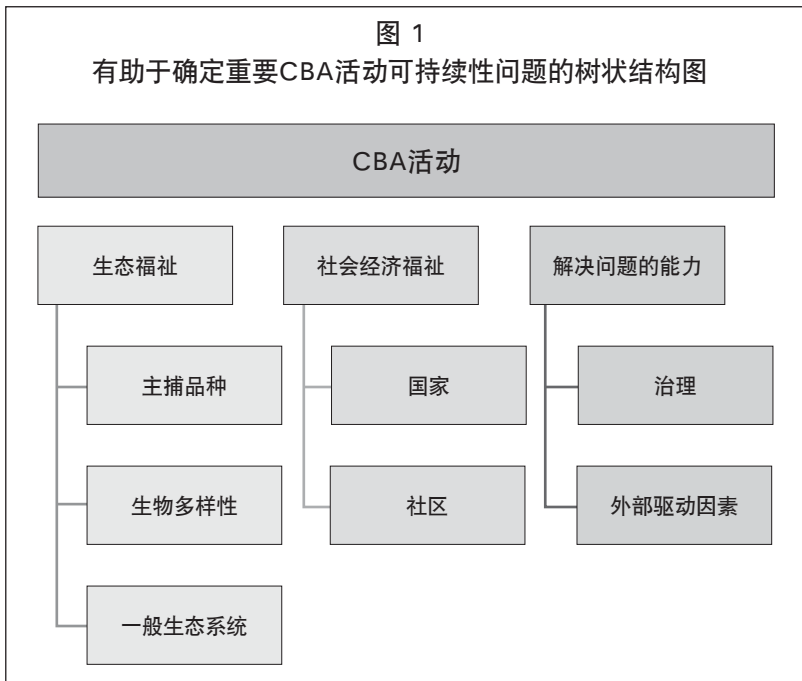 图 1
有助于确定重要CBA活动可持续性问题的树状结构图
CBA活动
生态福祉
主捕品种
生物多样性
一般生态系统
社会经济福祉
国家
社区
解决问题的能力
治理
外部驱动因素